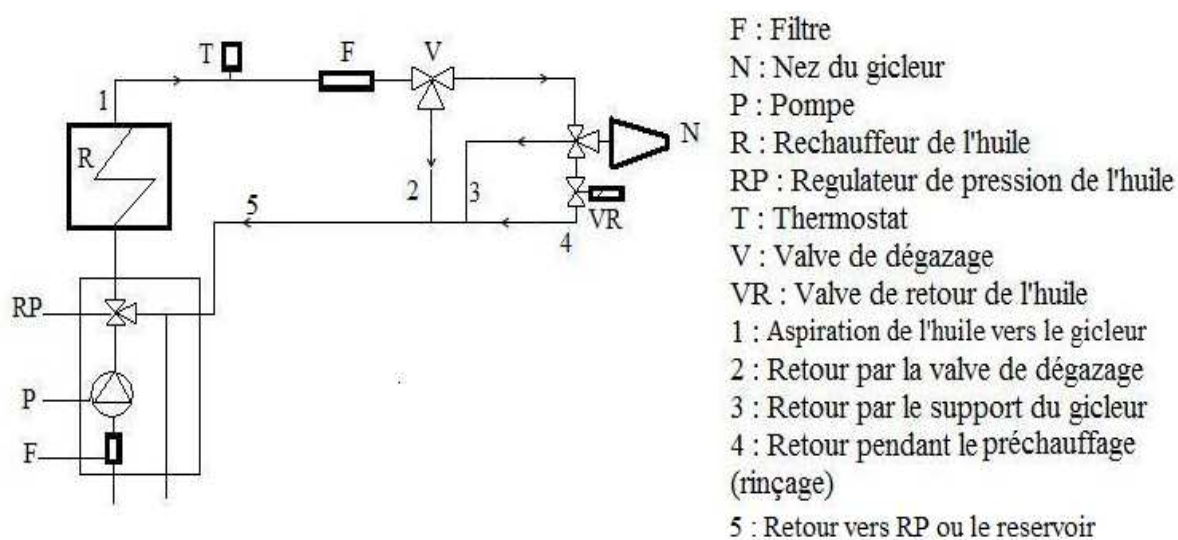 T
F
V
1
R
N
2
3
5
VR
4
RP
P
F
F : Filtre
N : Nez du gicleur
P : Pompe
R : Rechauffeur de l'huile
RP : Regulateur de pression de l'huile
T : Thermostat
V : Valve de dégazage
VR : Valve de retour de l'huile
1 : Aspiration de l'huile vers le gicleur
2 : Retour par la valve de dégazage
3 : Retour par le support du gicleur
4 : Retour pendant le préchauffage
(rinçage)
5 : Retour vers RP ou le reservoir